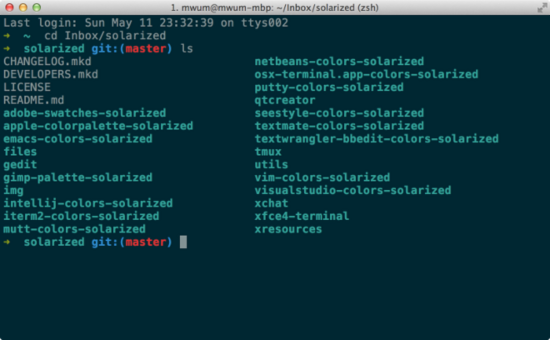 1. mwum@mwum-mbp: ~/Inbox/solarized (zsh)
Last login: Sun May 11 23:32:39 on ttys002
➜  ~  cd Inbox/solarized
➜  solarized git:(master) ls
CHANGELOG.mkd netbeans-colors-solarized
DEVELOPERS.mkd osx-terminal.app-colors-solarized
LICENSE putty-colors-solarized
README.md qtcreator
adobe-swatches-solarized seestyle-colors-solarized
apple-colorpalette-solarized textmate-colors-solarized
emacs-colors-solarized textwrangler-bbedit-colors-solarized
files tmux
gedit utils
gimp-palette-solarized vim-colors-solarized
img visualstudio-colors-solarized
intellij-colors-solarized xchat
iterm2-colors-solarized xfce4-terminal
mutt-colors-solarized xresources
➜  solarized git:(master)